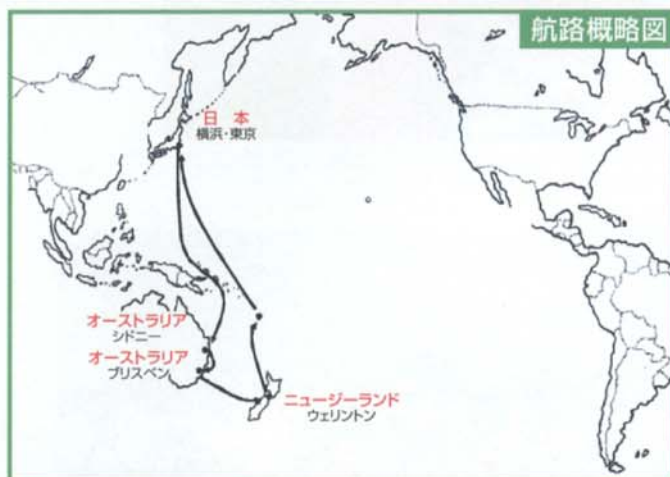 航路概略図
日本
横浜・東京
オーストラリア
シドニー
オーストラリア
ブリスベン
ニュージーランド
ウェリントン